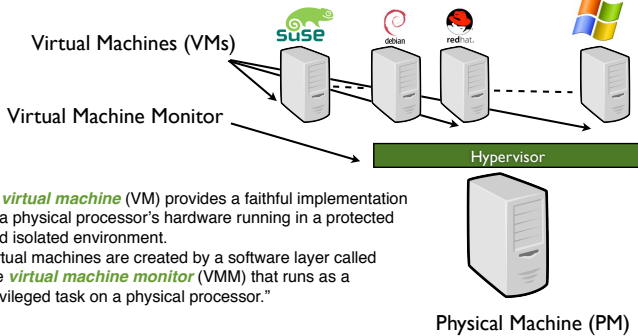 SUSE
debian
redhat.
Virtual Machines (VMs)
Virtual Machine Monitor
Hypervisor
virtual machine (VM) provides a faithful implementation
a physical processor's hardware running in a protected
d isolated environment.
rtual machines are created by a software layer called
e virtual machine monitor (VMM) that runs as a
vileged task on a physical processor."
Physical Machine (PM)